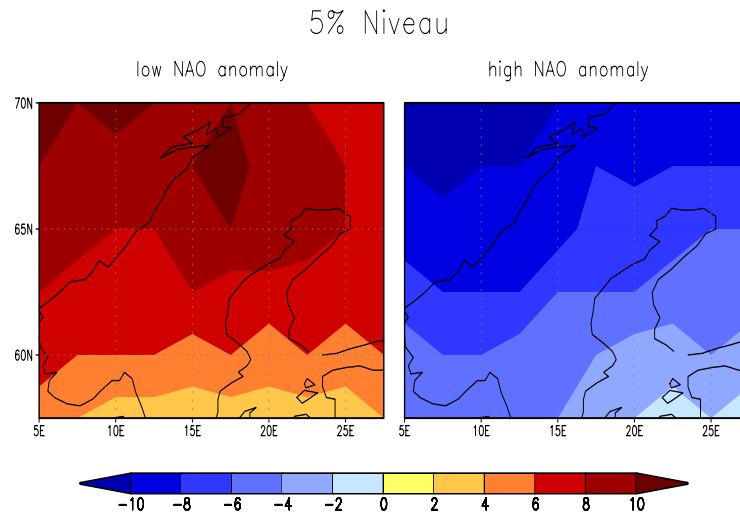 5% Niveau
low NAO anomaly high NAO anomaly
70N
65N
60N
5E 10E 15E 20E 25E 5E 10E 15E 20E 25E
-10 -8 -6 -4 -2 0 2 4 6 8 10